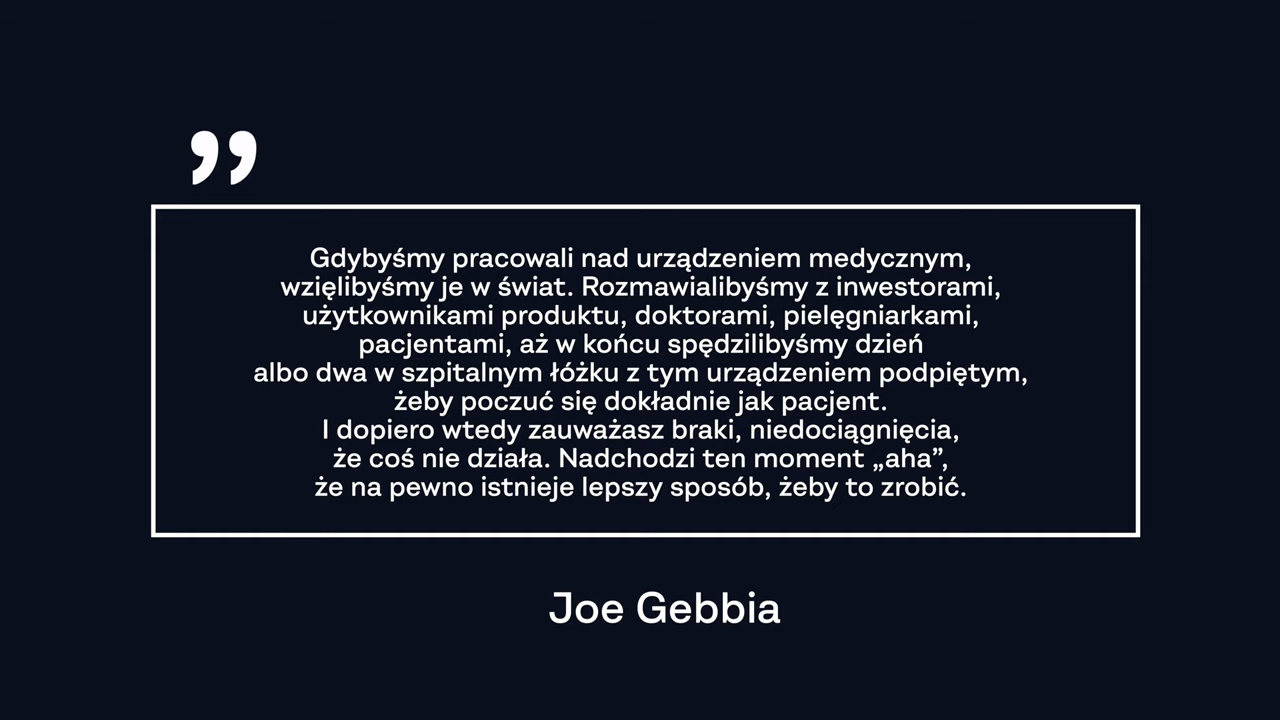 ”
Gdybyśmy pracowali nad urządzeniem medycznym,
wzięlibyśmy je w świat. Rozmawialibyśmy z inwestorami,
użytkownikami produktu, doktorami, pielęgniarkami,
pacjentami, aż w końcu spędzilibyśmy dzień
albo dwa w szpitalnym łóżku z tym urządzeniem podpiętym,
żeby poczuć się dokładnie jak pacjent.
I dopiero wtedy zauważasz braki, niedociągnięcia,
że coś nie działa. Nadchodzi ten moment „aha”,
że na pewno istnieje lepszy sposób, żeby to zrobić.
Joe Gebbia